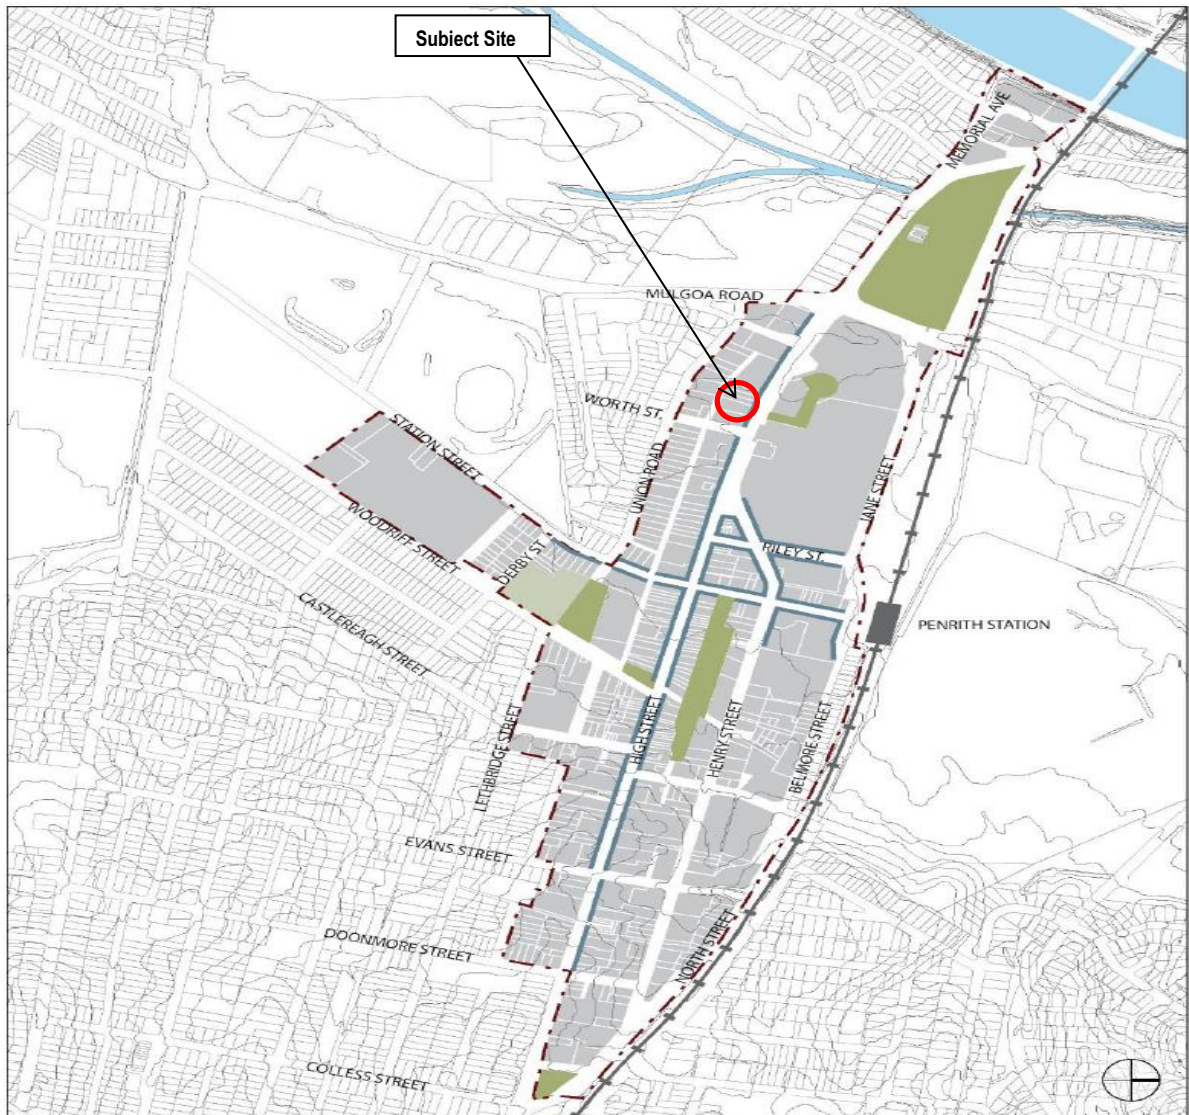 Subiect Site
MEMORIAL AVE
MULGOA ROAD
WORTH ST.
STATION STREET
UNION ROAD
JANE STREET
WOODRIFF STREET
DERBY ST.
RILEY ST.
CASTLEREAGH STREET
PENRITH STATION
LETHBRIDGE STREET
HIGH STREET
HENRY STREET
BELMORE STREET
EVANS STREET
DOONMORE STREET
NORTH STREET
COLLESS STREET